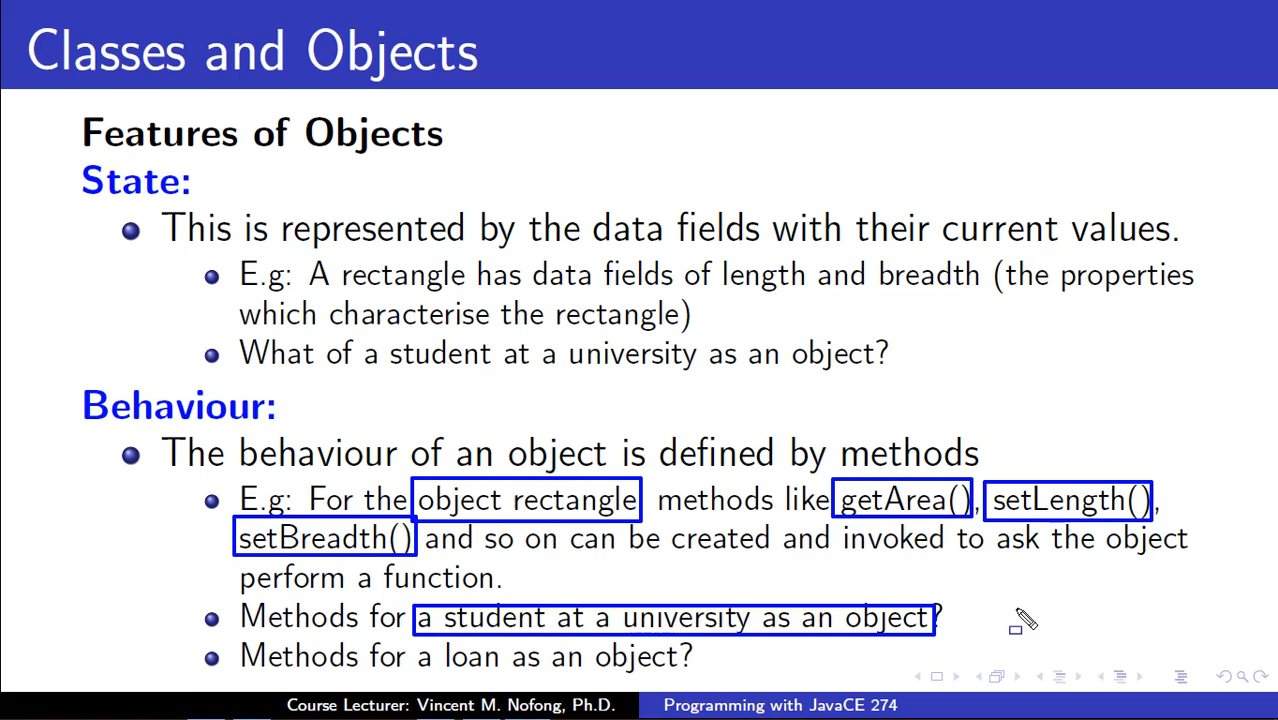 Classes and Objects
Features of Objects
State:
This is represented by the data fields with their current values.
E.g: A rectangle has data fields of length and breadth (the properties
which characterise the rectangle)
What of a student at a university as an object?
Behaviour:
The behaviour of an object is defined by methods
E.g: For the object rectangle methods like getArea(), setLength(),
setBreadth() and so on can be created and invoked to ask the object
perform a function.
Methods for a student at a university as an object?
Methods for a loan as an object?
Course Lecturer: Vincent M. Nofong, Ph.D. Programming with JavaCE 274